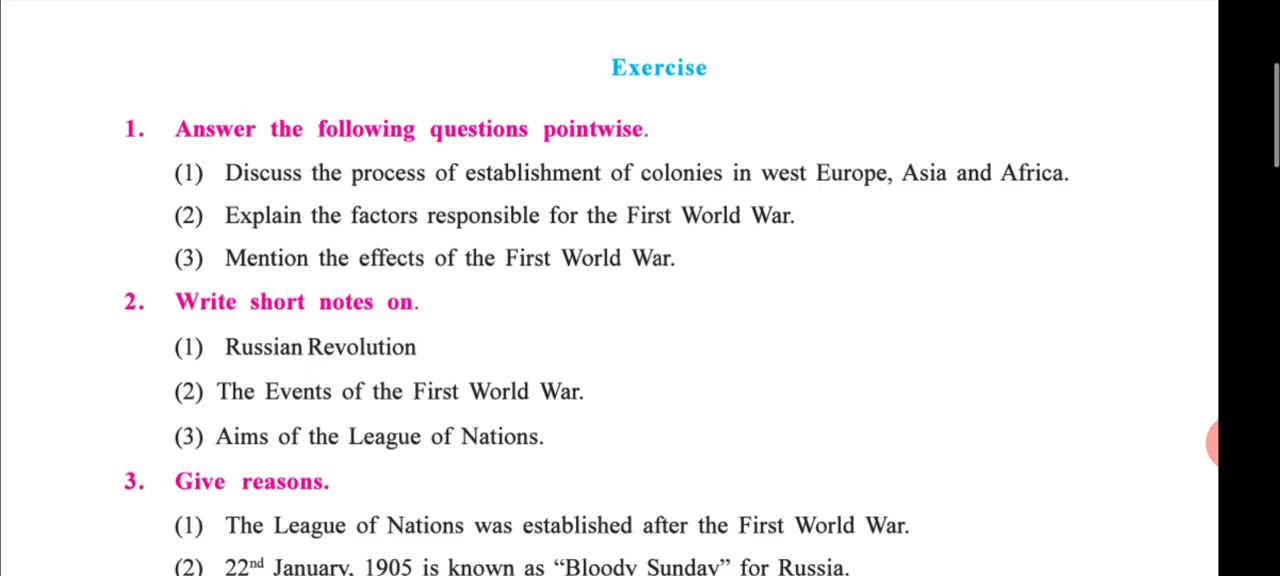 Exercise
1. Answer the following questions pointwise.
(1) Discuss the process of establishment of colonies in west Europe, Asia and Africa.
(2) Explain the factors responsible for the First World War.
(3) Mention the effects of the First World War.
2. Write short notes on.
(1) Russian Revolution
(2) The Events of the First World War.
(3) Aims of the League of Nations.
3. Give reasons.
(1) The League of Nations was established after the First World War.
(2) 22nd January, 1905 is known as “Bloody Sunday” for Russia.